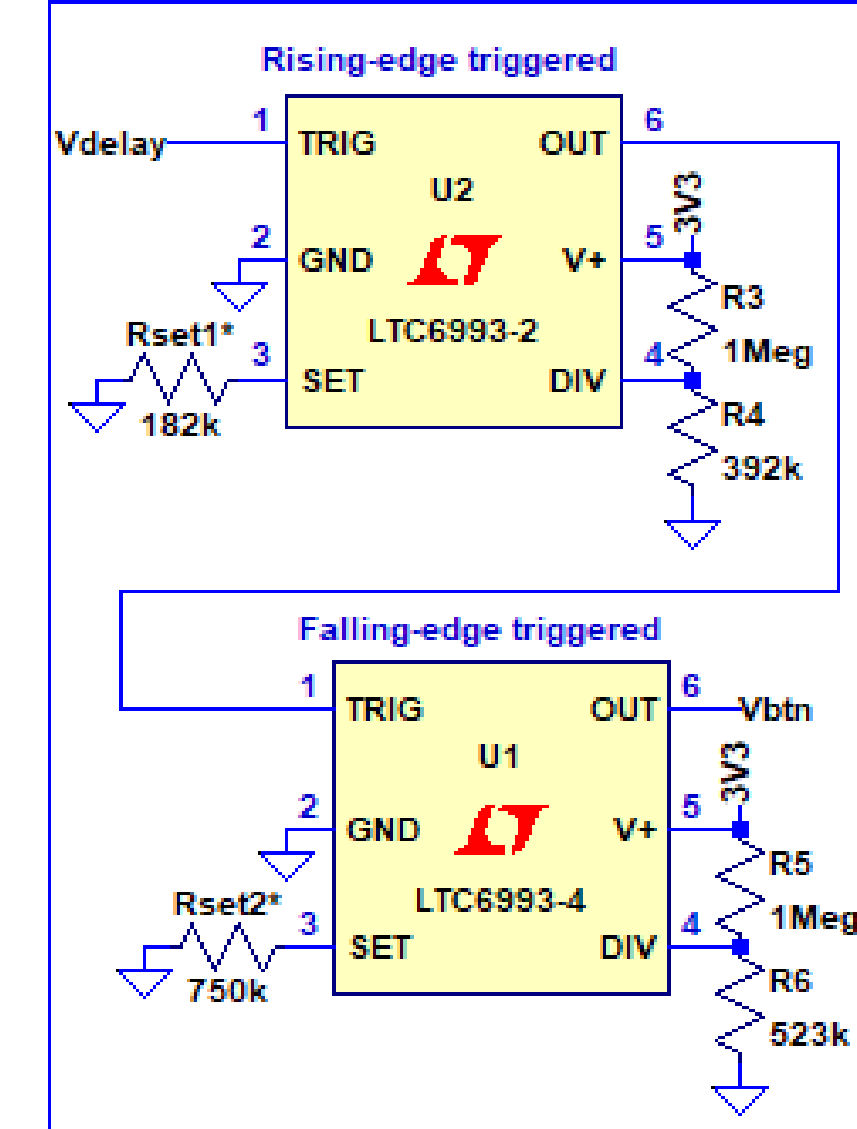 Rising-edge triggered
Vdelay
1
TRIG
OUT
6
U2
2
GND
V+
5
3V3
R3
1Meg
LTC6993-2
Rset1*
3
SET
DIV
4
182k
R4
392k
Falling-edge triggered
1
TRIG
OUT
6
Vbtn
U1
2
GND
V+
5
3V3
R5
1Meg
LTC6993-4
Rset2*
3
SET
DIV
4
750k
R6
523k